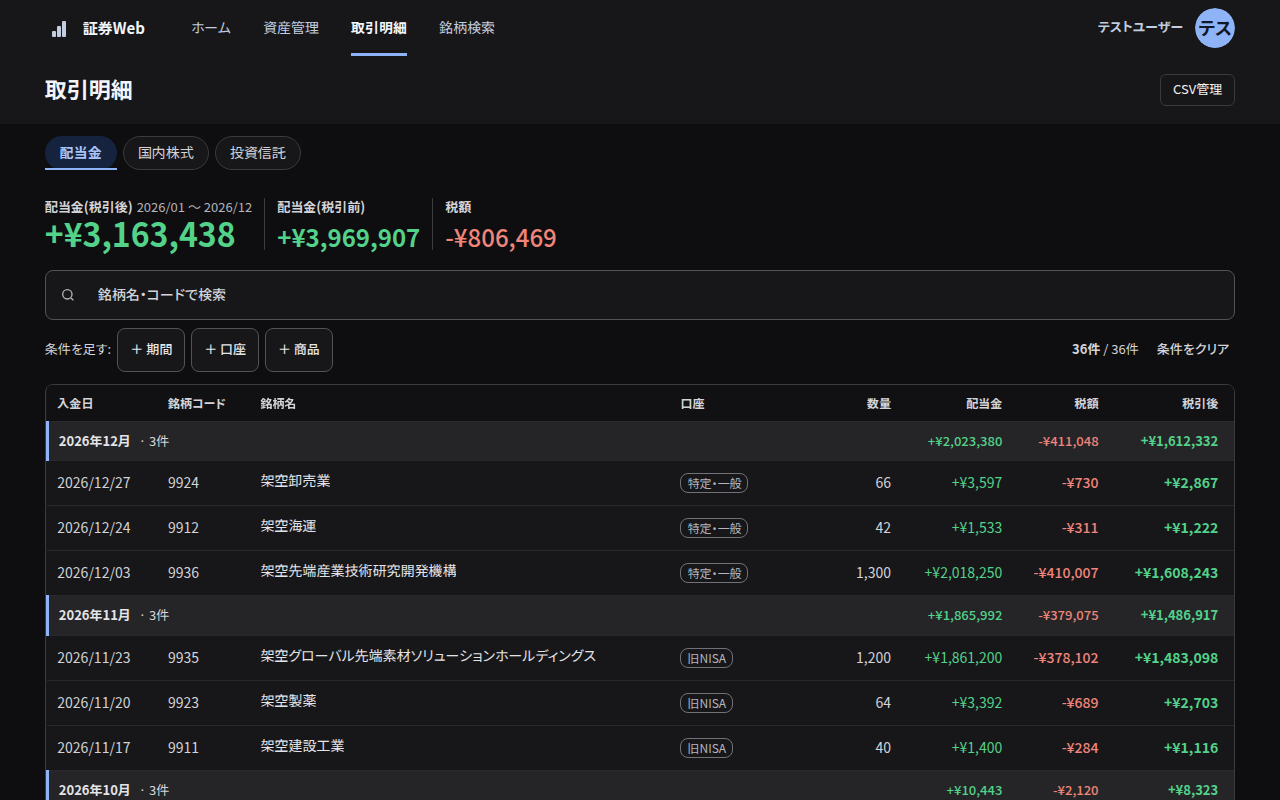 証券Web ホーム 資産管理 取引明細 銘柄検索 テストユーザー テス
取引明細 CSV管理
配当金 国内株式 投資信託
配当金(税引後) 2026/01 〜 2026/12 配当金(税引前) 税額
+¥3,163,438 +¥3,969,907 -¥806,469
銘柄名・コードで検索
条件を足す: + 期間 + 口座 + 商品 36件 / 36件 条件をクリア
入金日 銘柄コード 銘柄名 口座 数量 配当金 税額 税引後
2026年12月 · 3件 +¥2,023,380 -¥411,048 +¥1,612,332
2026/12/27 9924 架空卸売業 特定・一般 66 +¥3,597 -¥730 +¥2,867
2026/12/24 9912 架空海運 特定・一般 42 +¥1,533 -¥311 +¥1,222
2026/12/03 9936 架空先端産業技術研究開発機構 特定・一般 1,300 +¥2,018,250 -¥410,007 +¥1,608,243
2026年11月 · 3件 +¥1,865,992 -¥379,075 +¥1,486,917
2026/11/23 9935 架空グローバル先端素材ソリューションホールディングス 旧NISA 1,200 +¥1,861,200 -¥378,102 +¥1,483,098
2026/11/20 9923 架空製薬 旧NISA 64 +¥3,392 -¥689 +¥2,703
2026/11/17 9911 架空建設工業 旧NISA 40 +¥1,400 -¥284 +¥1,116
2026年10月 · 3件 +¥10,443 -¥2,120 +¥8,323